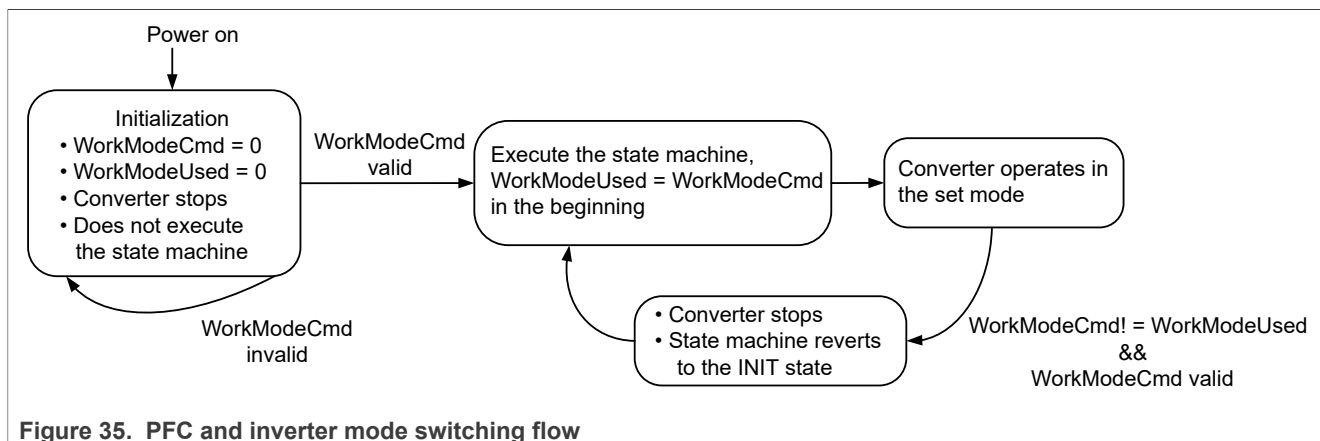 Power on
Initialization
• WorkModeCmd = 0
• WorkModeUsed = 0
• Converter stops
• Does not execute
the state machine
WorkModeCmd
invalid
WorkModeCmd
valid
Execute the state machine,
WorkModeUsed = WorkModeCmd
in the beginning
Converter operates in
the set mode
WorkModeCmd! = WorkModeUsed
&&
WorkModeCmd valid
• Converter stops
• State machine reverts
to the INIT state
Figure 35. PFC and inverter mode switching flow